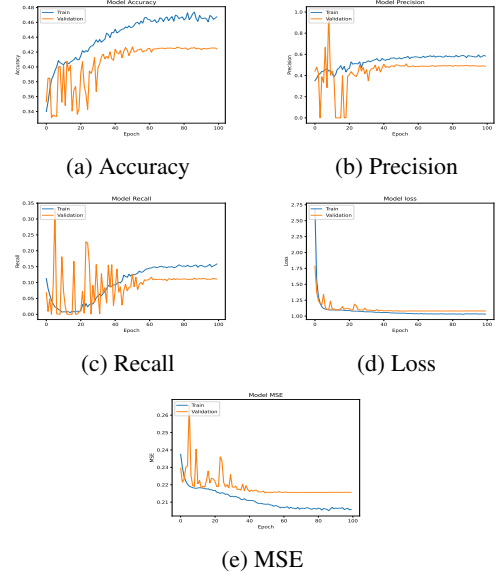 Model Accuracy
Train
Validation
0.48
0.46
0.44
0.42
0.40
0.38
0.36
0.34
Accuracy
0 20 40 60 80 100
Epoch
(a) Accuracy
Model Precision
Train
Validation
1.0
0.8
0.6
0.4
0.2
0.0
Precision
0 20 40 60 80 100
Epoch
(b) Precision
Model Recall
Train
Validation
0.35
0.30
0.25
0.20
0.15
0.10
0.05
0.00
Recall
0 20 40 60 80 100
Epoch
(c) Recall
Model loss
Train
Validation
2.75
2.50
2.25
2.00
1.75
1.50
1.25
1.00
Loss
0 20 40 60 80 100
Epoch
(d) Loss
Model MSE
Train
Validation
0.26
0.25
0.24
0.23
0.22
0.21
MSE
0 20 40 60 80 100
Epoch
(e) MSE